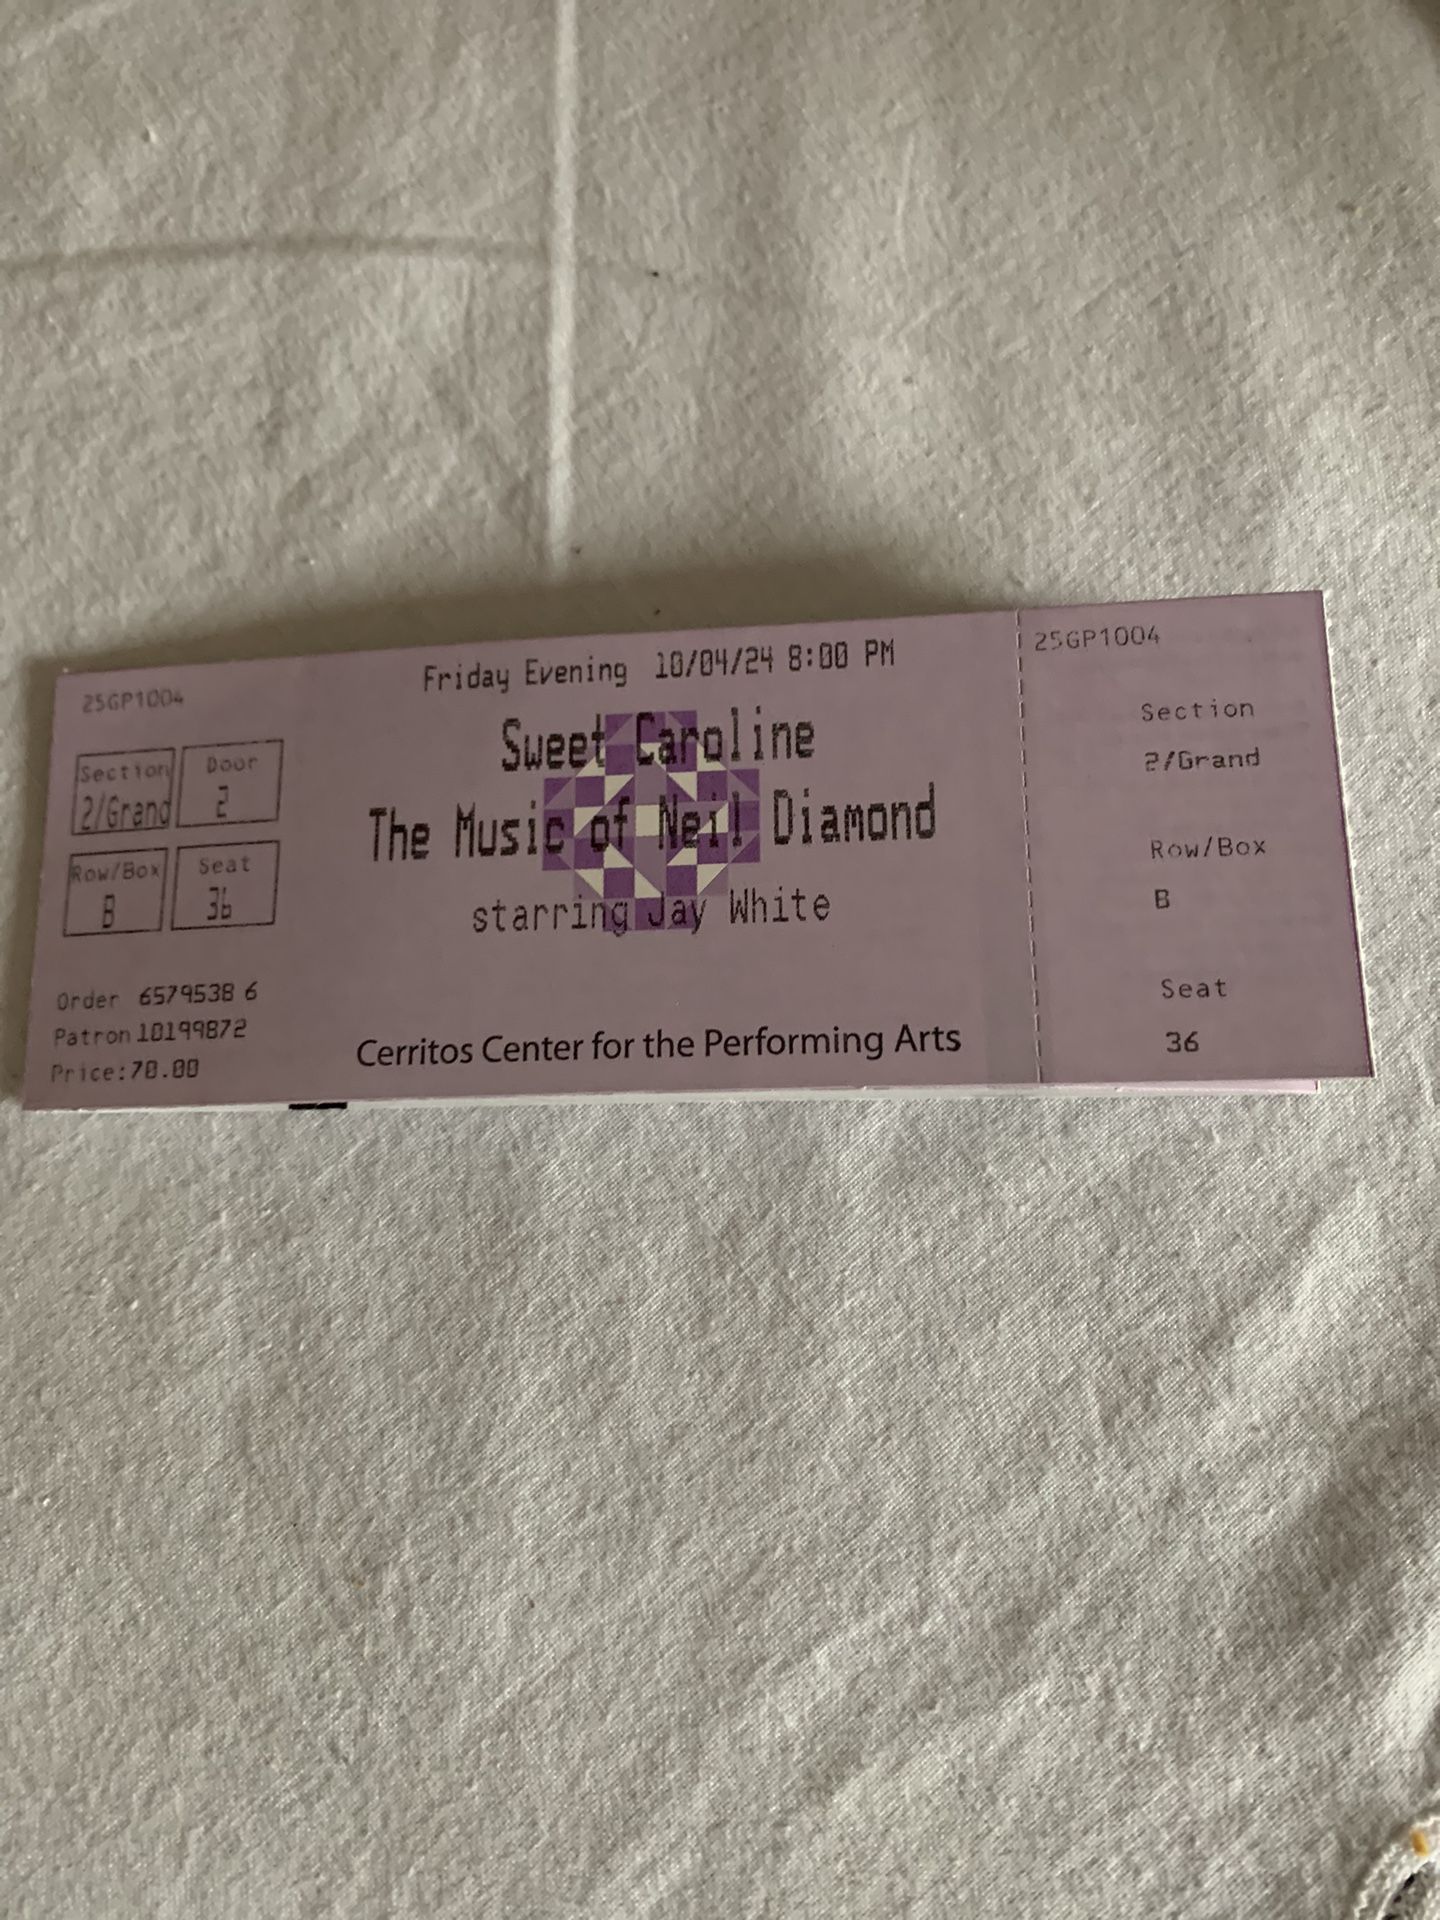 25GP1004
Friday Evening 10/04/24 8:00 PM
Sweet Caroline
The Music of Neil Diamond
starring Jay White
Cerritos Center for the Performing Arts
Section Door
2/Grand 2
Row/Box Seat
B 36
Order 6579538 6
Patron 10199872
Price:70.00
25GP1004
Section
2/Grand
Row/Box
B
Seat
36